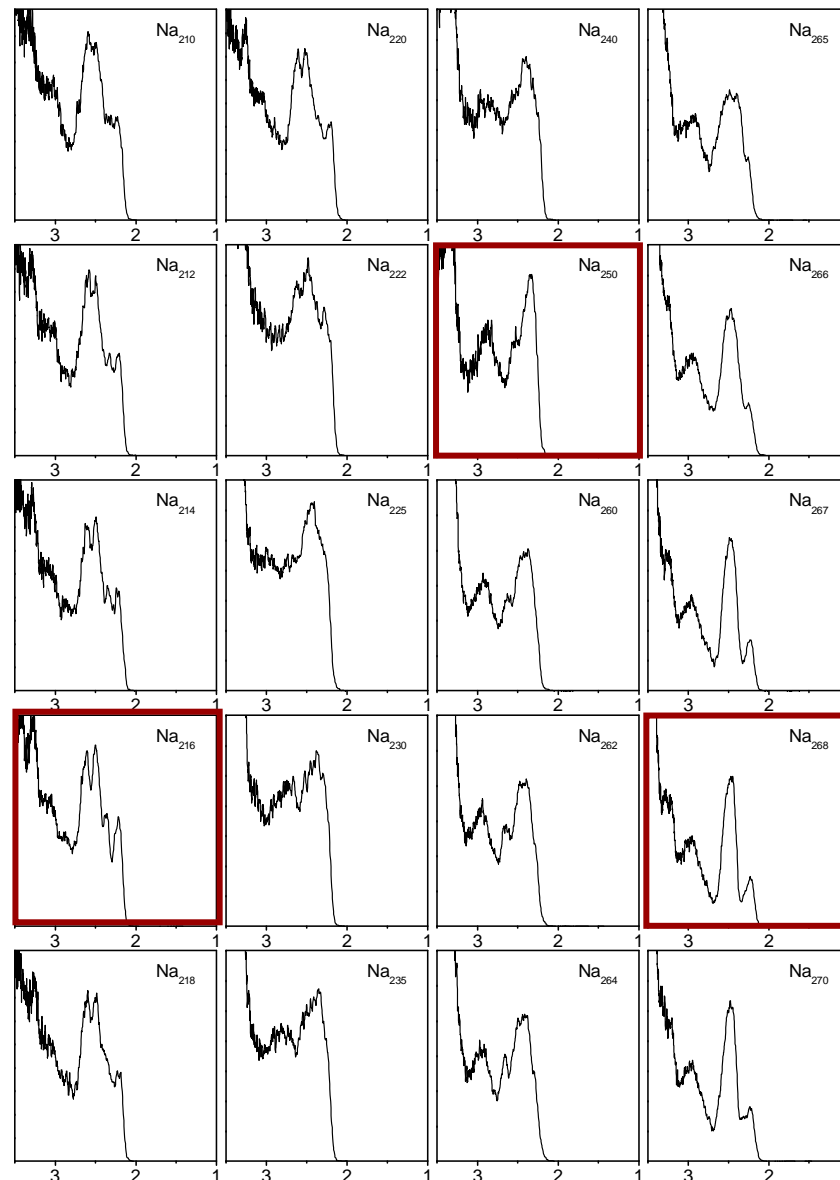 Na210 Na220 Na240 Na265
3 2 1 3 2 1 3 2 1 3 2 1
Na212 Na222 Na250 Na266
3 2 3 2 1 3 2 1 3 2
Na214 Na225 Na260 Na267
3 2 3 2 1 3 2 1 3 2
Na216 Na230 Na262 Na268
3 2 3 2 1 3 2 1 3 2
Na218 Na235 Na264 Na270
3 2 1 3 2 1 3 2 1 3 2 1